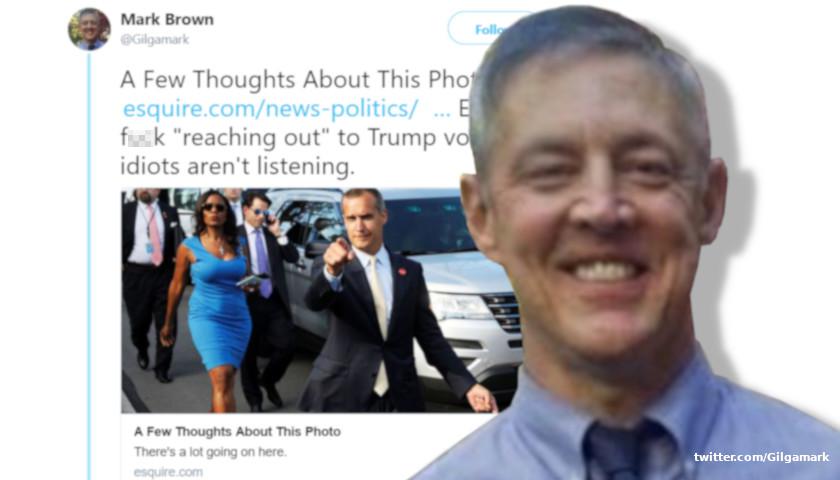 Mark Brown
@Gilgamark
Follo
A Few Thoughts About This Phot
esquire.com/news-politics/ ... E
f k "reaching out" to Trump vo
idiots aren't listening.
A Few Thoughts About This Photo
There's a lot going on here.
esquire.com
twitter.com/Gilgamark